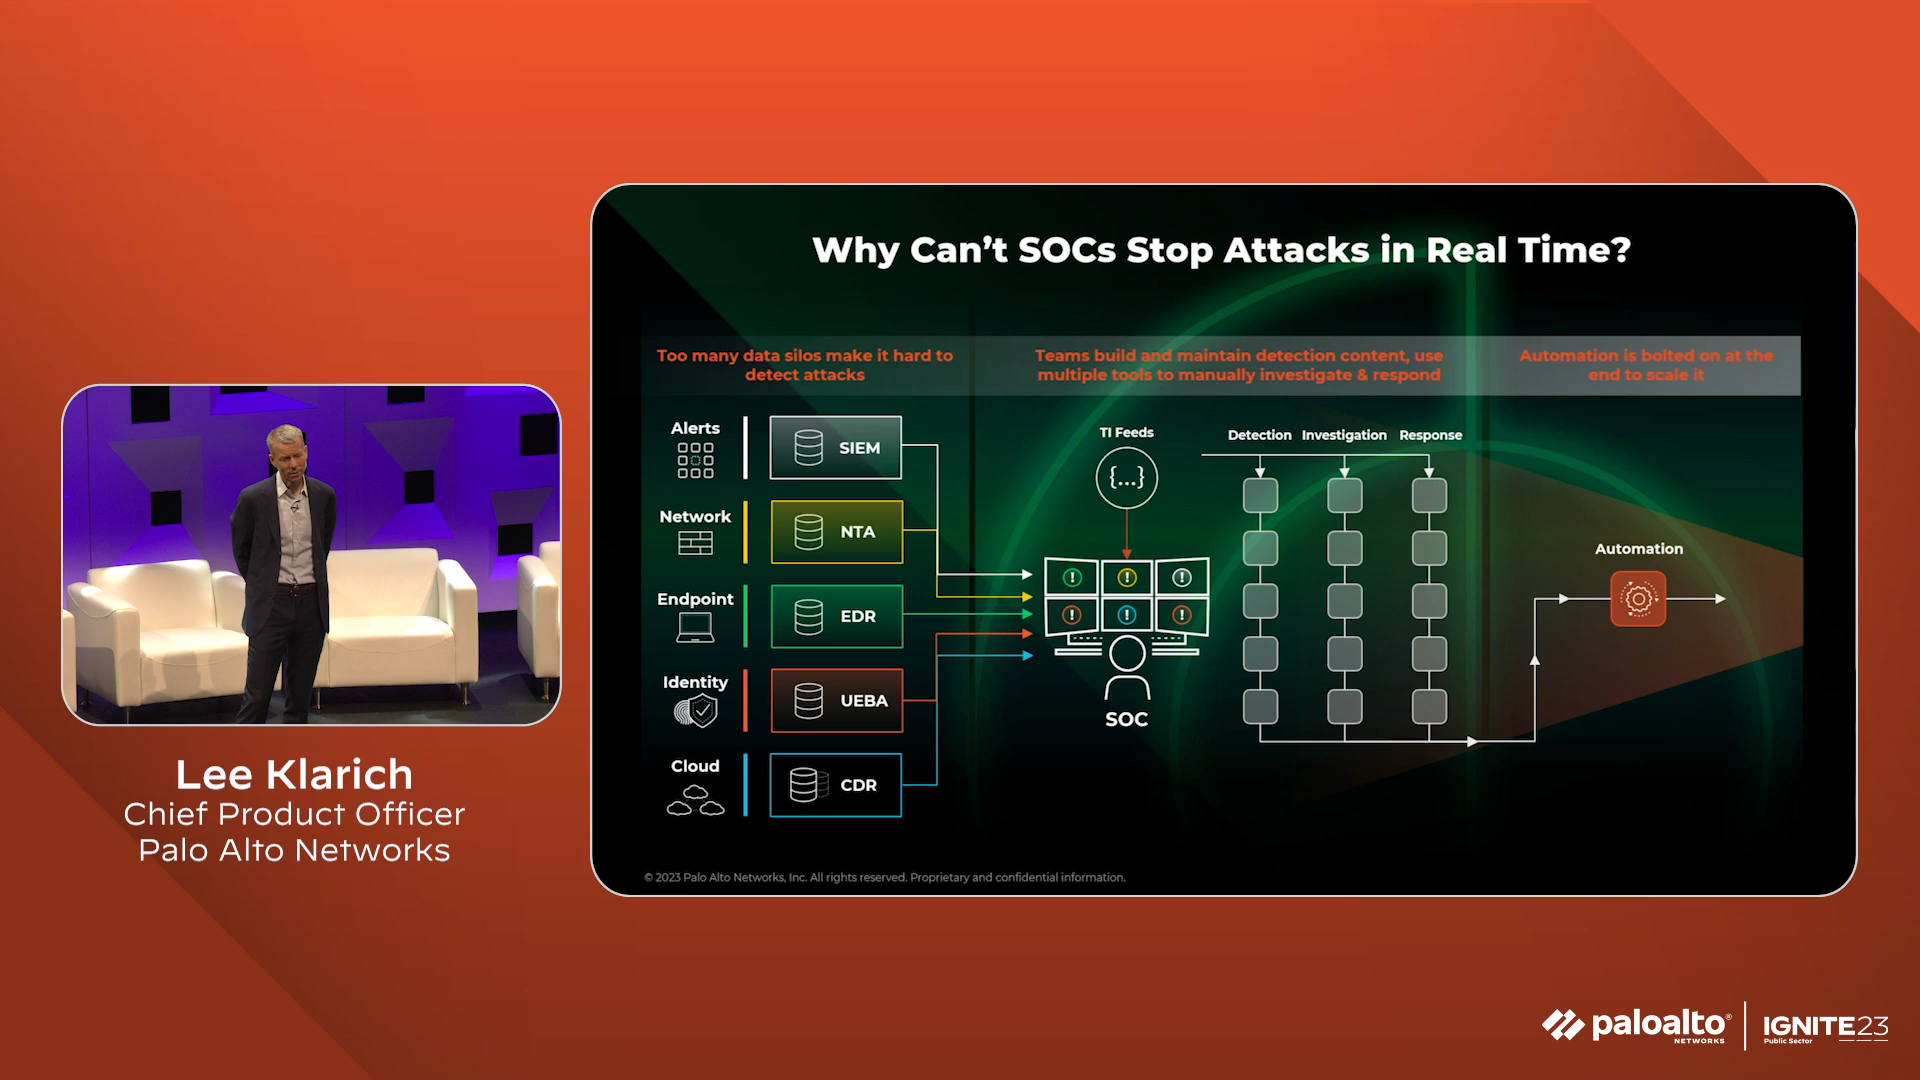 Why Can't SOCs Stop Attacks in Real Time?
Too many data silos make it hard to
detect attacks
Teams build and maintain detection content, use
multiple tools to manually investigate & respond
Automation is bolted on at the
end to scale it
Alerts
SIEM
Network
NTA
Endpoint
EDR
Identity
UEBA
Cloud
CDR
TI Feeds
{...}
SOC
Detection
Investigation
Response
Automation
© 2023 Palo Alto Networks, Inc. All rights reserved. Proprietary and confidential information.
Lee Klarich
Chief Product Officer
Palo Alto Networks
paloalto®
NETWORKS
IGNITE23
Public Sector